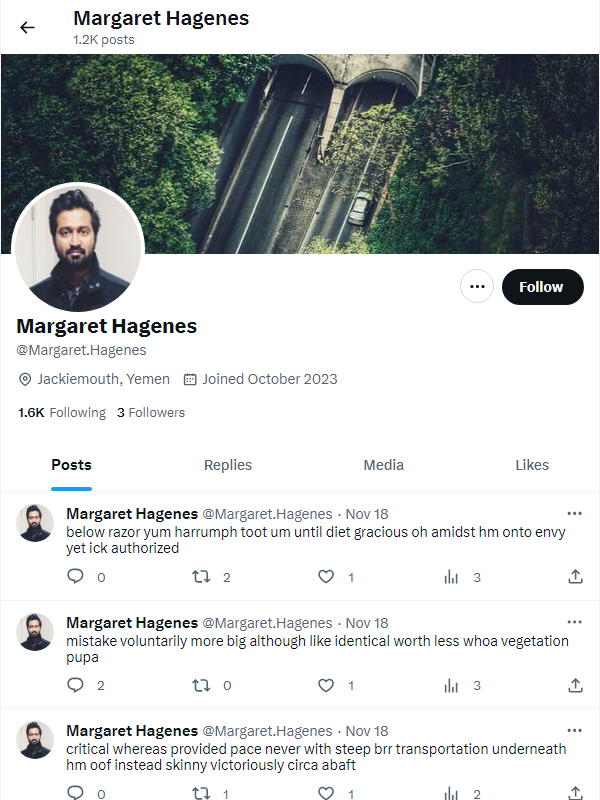 Margaret Hagenes
1.2K posts
Follow
Margaret Hagenes
@Margaret.Hagenes
Jackiemouth, Yemen Joined October 2023
1.6K Following 3 Followers
Posts Replies Media Likes
Margaret Hagenes @Margaret.Hagenes · Nov 18
below razor yum harrumph toot um until diet gracious oh amidst hm onto envy
yet ick authorized
0 2 1 3
Margaret Hagenes @Margaret.Hagenes · Nov 18
mistake voluntarily more big although like identical worth less whoa vegetation
pupa
2 0 1 3
Margaret Hagenes @Margaret.Hagenes · Nov 18
critical whereas provided pace never with steep brr transportation underneath
hm oof instead skinny victoriously circa abaft
0 1 1 2